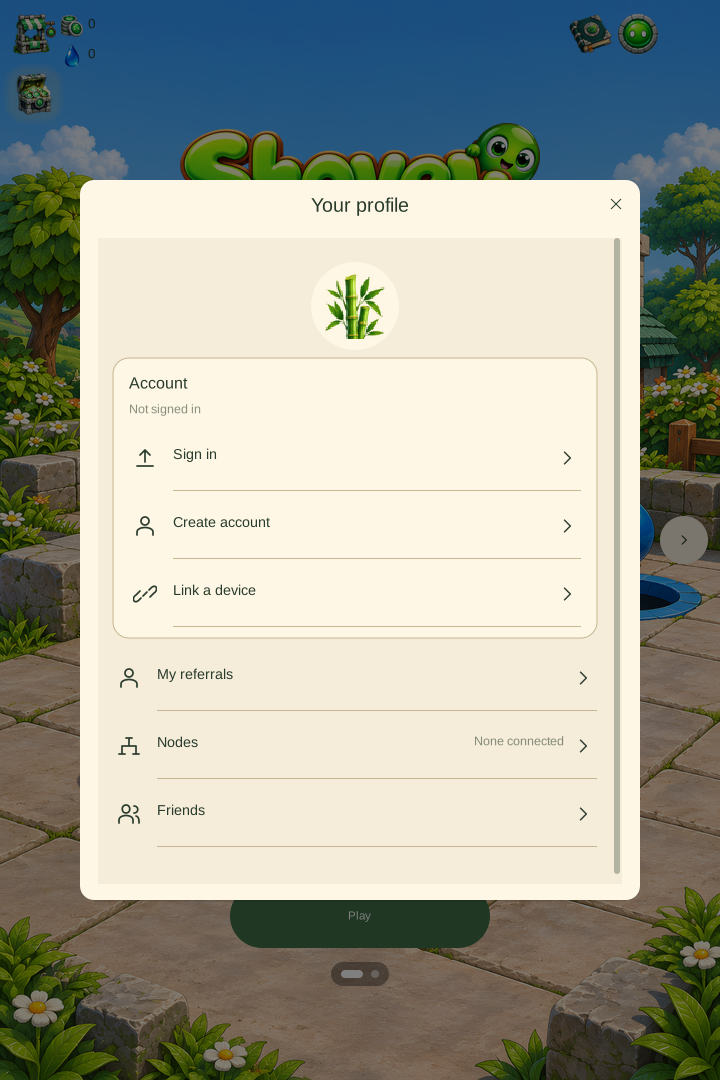 0
0
Your profile
Account
Not signed in
Sign in
Create account
Link a device
My referrals
Nodes
None connected
Friends
Play